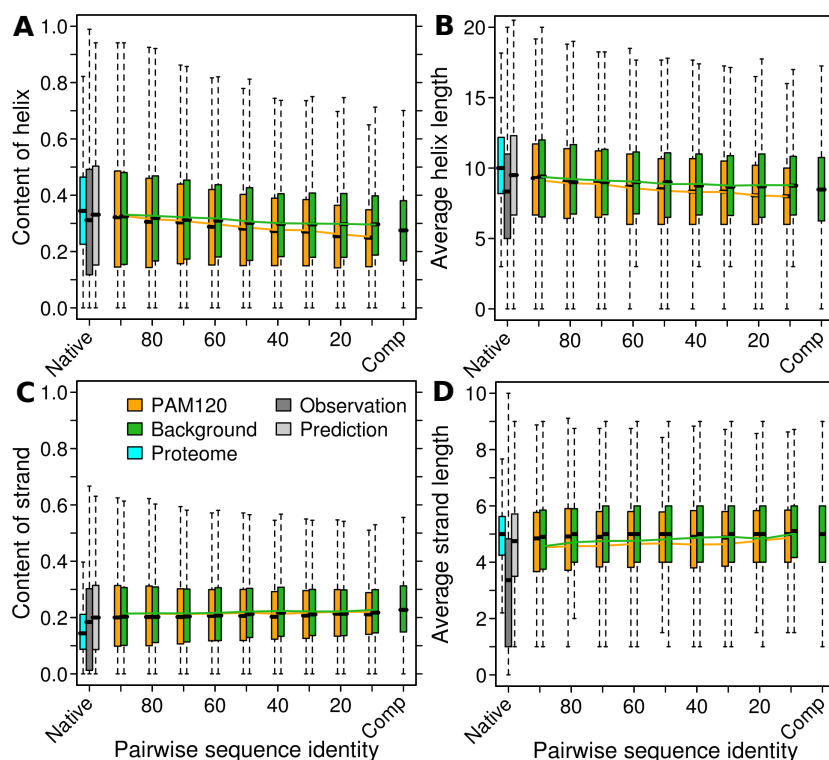 A
Content of helix
1.0
0.8
0.6
0.4
0.2
0.0
Native
80
60
40
20
Comp
B
Average helix length
20
15
10
5
0
Native
80
60
40
20
Comp
C
Content of strand
1.0
0.8
0.6
0.4
0.2
0.0
PAM120
Background
Proteome
Observation
Prediction
Native
80
60
40
20
Comp
Pairwise sequence identity
D
Average strand length
10
8
6
4
2
0
Native
80
60
40
20
Comp
Pairwise sequence identity